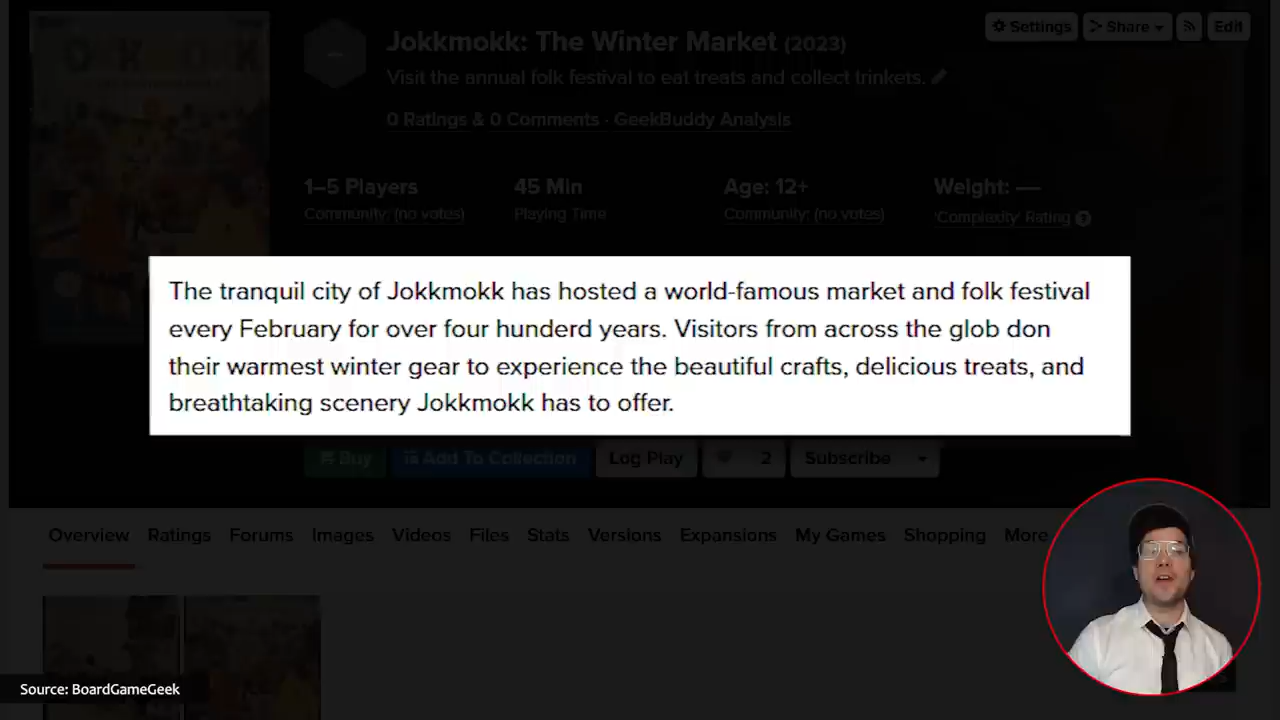 Jokkmokk: The Winter Market (2023)
Settings
Share
Edit
Visit the annual folk festival to eat treats and collect trinkets.
0 Ratings & 0 Comments · GeekBuddy Analysis
1–5 Players
45 Min
Age: 12+
Weight: —
Community: (no votes)
Playing Time
Community: (no votes)
'Complexity' Rating
The tranquil city of Jokkmokk has hosted a world-famous market and folk festival
every February for over four hunderd years. Visitors from across the glob don
their warmest winter gear to experience the beautiful crafts, delicious treats, and
breathtaking scenery Jokkmokk has to offer.
Buy
Add To Collection
Log Play
2
Subscribe
Overview Ratings Forums Images Videos Files Stats Versions Expansions My Games Shopping More
Source: BoardGameGeek